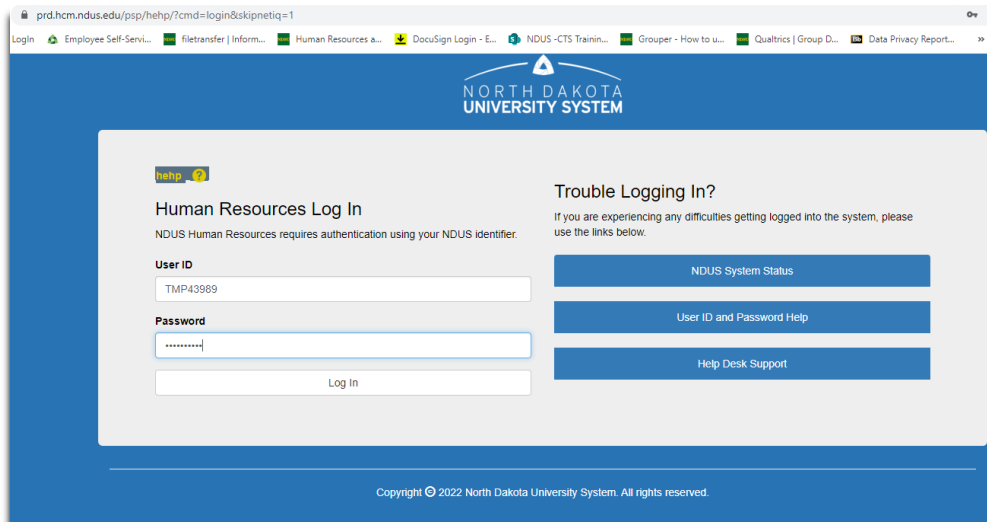 prd.hcm.ndus.edu/psp/hehp/?cmd=login&skipnetiq=1
LogIn Employee Self-Servi... filetransfer | Inform... Human Resources a... DocuSign Login - E... NDUS -CTS Trainin... Grouper - How to u... Qualtrics | Group D... Data Privacy Report... »
NORTH DAKOTA
UNIVERSITY SYSTEM
hehp ?
Human Resources Log In
NDUS Human Resources requires authentication using your NDUS identifier.
User ID
TMP43989
Password
••••••••••
Log In
Trouble Logging In?
If you are experiencing any difficulties getting logged into the system, please
use the links below.
NDUS System Status
User ID and Password Help
Help Desk Support
Copyright © 2022 North Dakota University System. All rights reserved.